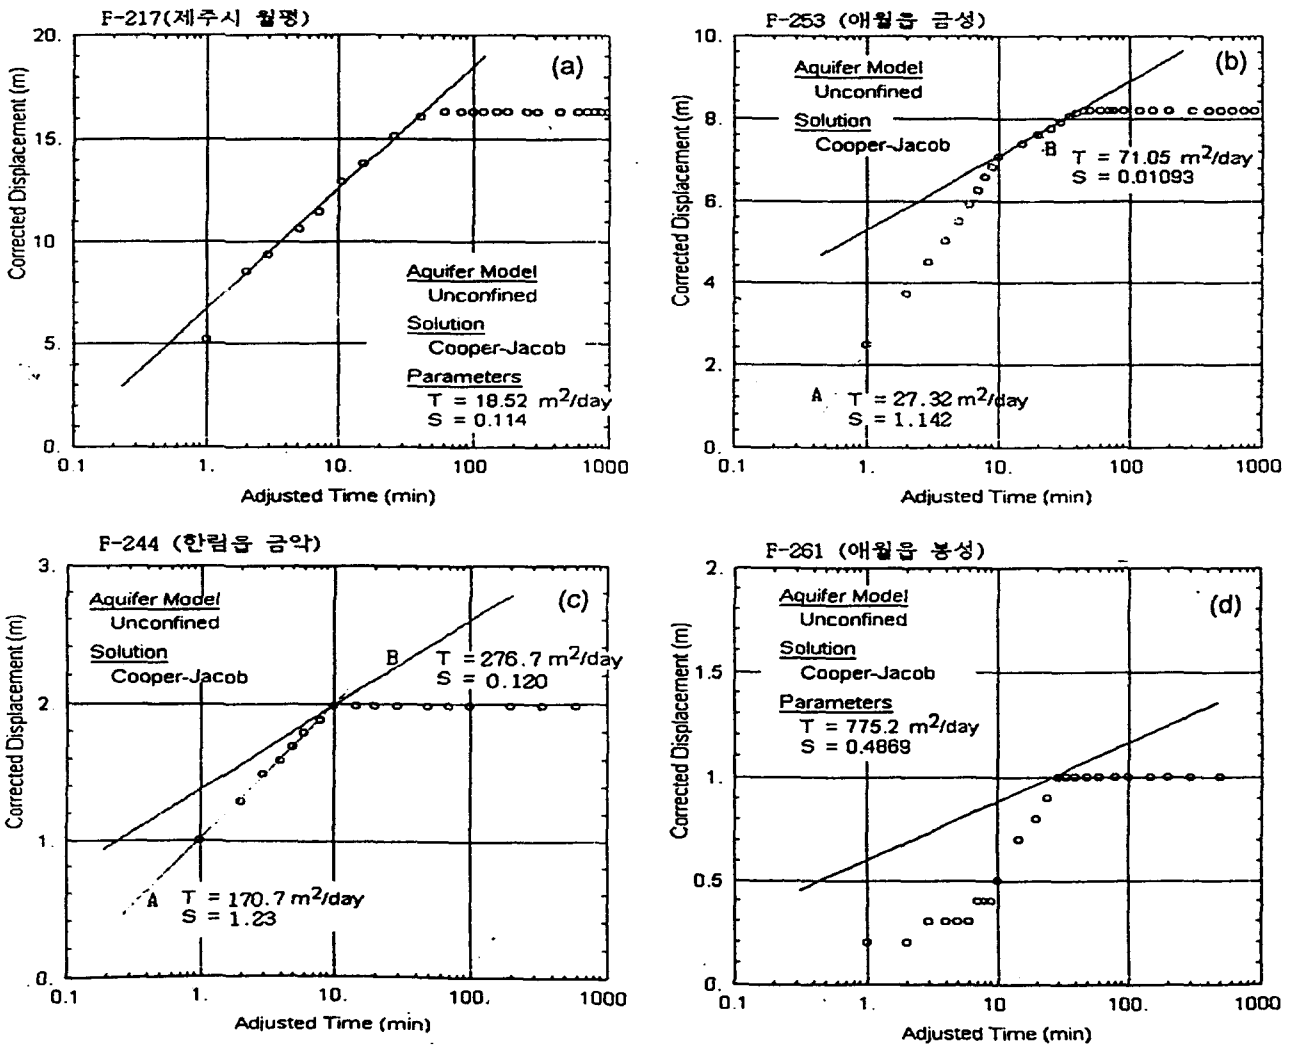 F-217(제주시 월평)
(a)
20.
15.
10
5.
0.
Corrected Displacement (m)
Aquifer Model
Unconfined
Solution
Cooper-Jacob
Parameters
T = 18.52 m²/day
S = 0.114
0.1
1.
10.
100.
1000
Adjusted Time (min)
F-253 (애월읍 금성)
(b)
10.
8.
6.
4
2.
0.
Corrected Displacement (m)
Aquifer Model
Unconfined
Solution
Cooper-Jacob
B T = 71.05 m²/day
S = 0.01093
A T = 27.32 m²/day
S = 1.142
0.1
1.
10.
100
1000
Adjusted Time (min)
F-244 (한림읍 금악)
(c)
3.
2.
1.
0.
Corrected Displacement (m)
Aquifer Model
Unconfined
Solution
Cooper-Jacob
B T = 276.7 m²/day
S = 0.120
A T = 170.7 m²/day
S = 1.23
0.1
1.
10.
100.
1000
Adjusted Time (min)
F-261 (애월읍 봉성)
(d)
2.
1.5
1.
0.5
0.
Corrected Displacement (m)
Aquifer Model
Unconfined
Solution
Cooper-Jacob
Parameters
T = 775.2 m²/day
S = 0.4869
0.1
1.
10
100.
1000
Adjusted Time (min)